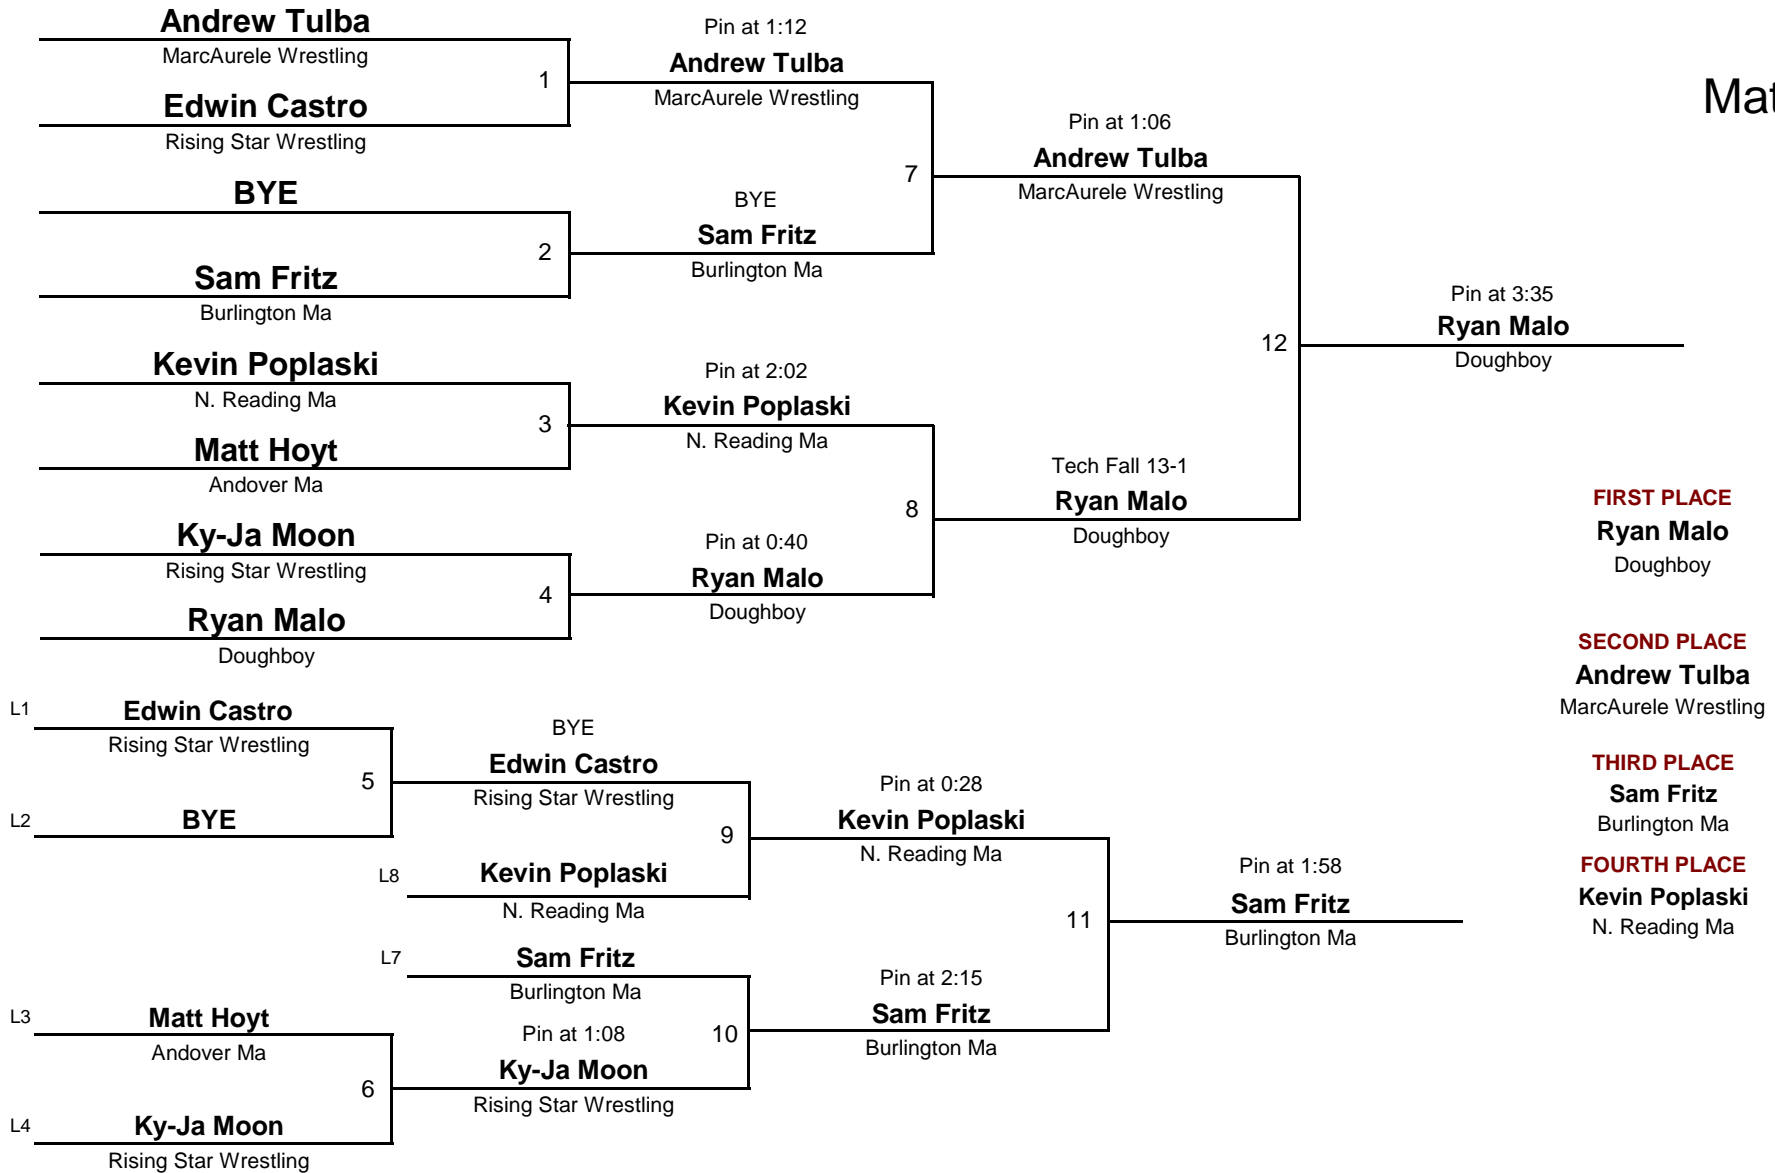 Andrew Tulba
MarcAurele Wrestling
1
Edwin Castro
Rising Star Wrestling
BYE
2
Sam Fritz
Burlington Ma
Kevin Poplaski
N. Reading Ma
3
Matt Hoyt
Andover Ma
Ky-Ja Moon
Rising Star Wrestling
4
Ryan Malo
Doughboy
Pin at 1:12
Andrew Tulba
MarcAurele Wrestling
7
BYE
Sam Fritz
Burlington Ma
Pin at 2:02
Kevin Poplaski
N. Reading Ma
8
Pin at 0:40
Ryan Malo
Doughboy
Pin at 1:06
Andrew Tulba
MarcAurele Wrestling
12
Tech Fall 13-1
Ryan Malo
Doughboy
Pin at 3:35
Ryan Malo
Doughboy
Mat
L1
Edwin Castro
Rising Star Wrestling
5
L2
BYE
L3
Matt Hoyt
Andover Ma
6
L4
Ky-Ja Moon
Rising Star Wrestling
BYE
Edwin Castro
Rising Star Wrestling
9
L8
Kevin Poplaski
N. Reading Ma
L7
Sam Fritz
Burlington Ma
10
Pin at 1:08
Ky-Ja Moon
Rising Star Wrestling
Pin at 0:28
Kevin Poplaski
N. Reading Ma
11
Pin at 2:15
Sam Fritz
Burlington Ma
Pin at 1:58
Sam Fritz
Burlington Ma
FIRST PLACE
Ryan Malo
Doughboy
SECOND PLACE
Andrew Tulba
MarcAurele Wrestling
THIRD PLACE
Sam Fritz
Burlington Ma
FOURTH PLACE
Kevin Poplaski
N. Reading Ma